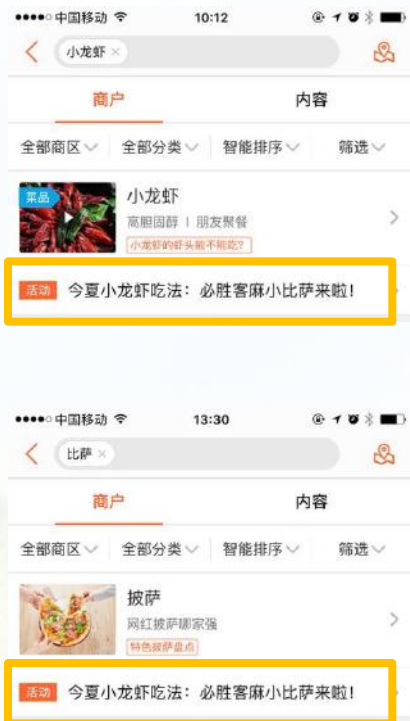 中国移动 10:12
小龙虾 ×
商户 内容
全部商区 全部分类 智能排序 筛选
菜品
小龙虾
高胆固醇 | 朋友聚餐
小龙虾的虾头能不能吃?
活动 今夏小龙虾吃法：必胜客麻小比萨来啦！
中国移动 13:30
比萨 ×
商户 内容
全部商区 全部分类 智能排序 筛选
披萨
网红披萨哪家强
特色披萨盘点
活动 今夏小龙虾吃法：必胜客麻小比萨来啦！